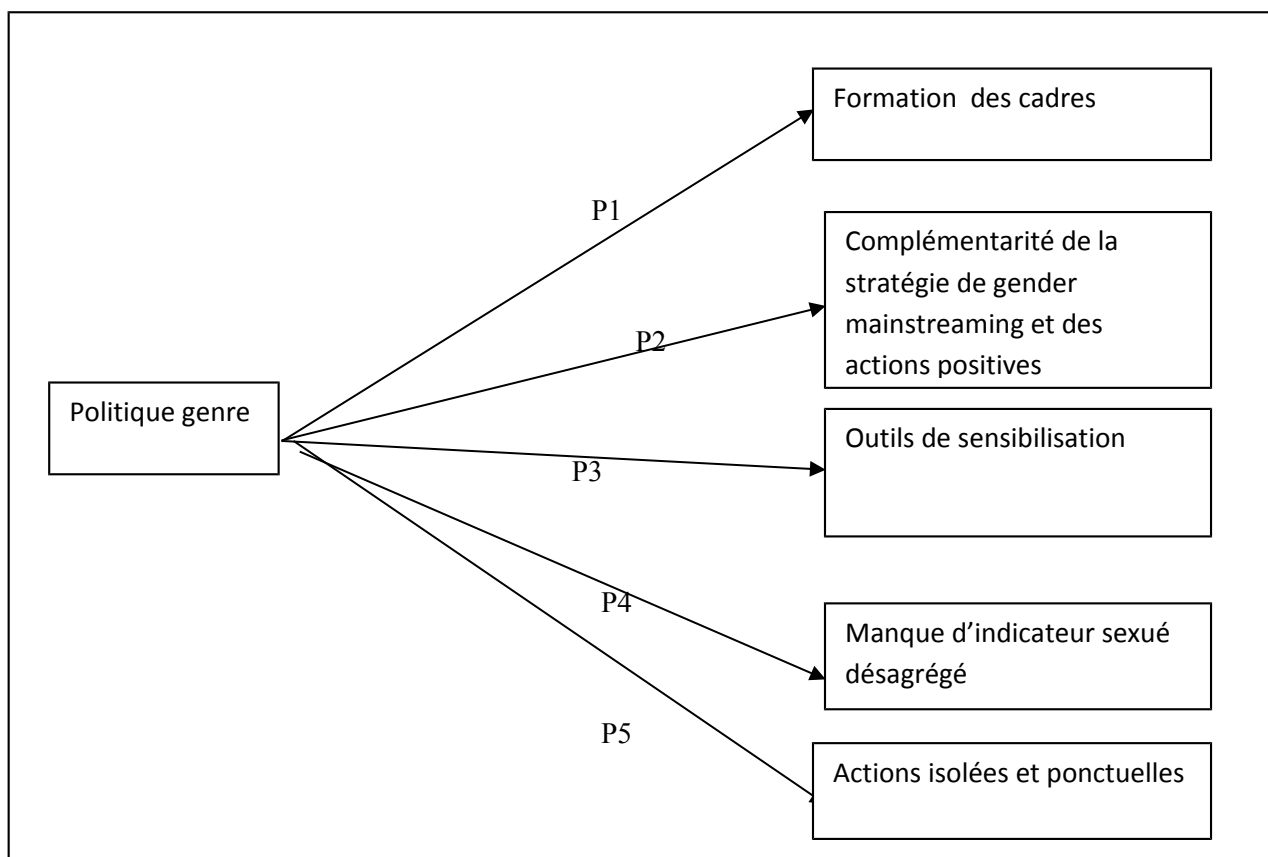 Formation des cadres
P1
Complémentarité de la
stratégie de gender
mainstreaming et des
actions positives
P2
Politique genre
Outils de sensibilisation
P3
P4
Manque d’indicateur sexué
désagrégé
P5
Actions isolées et ponctuelles